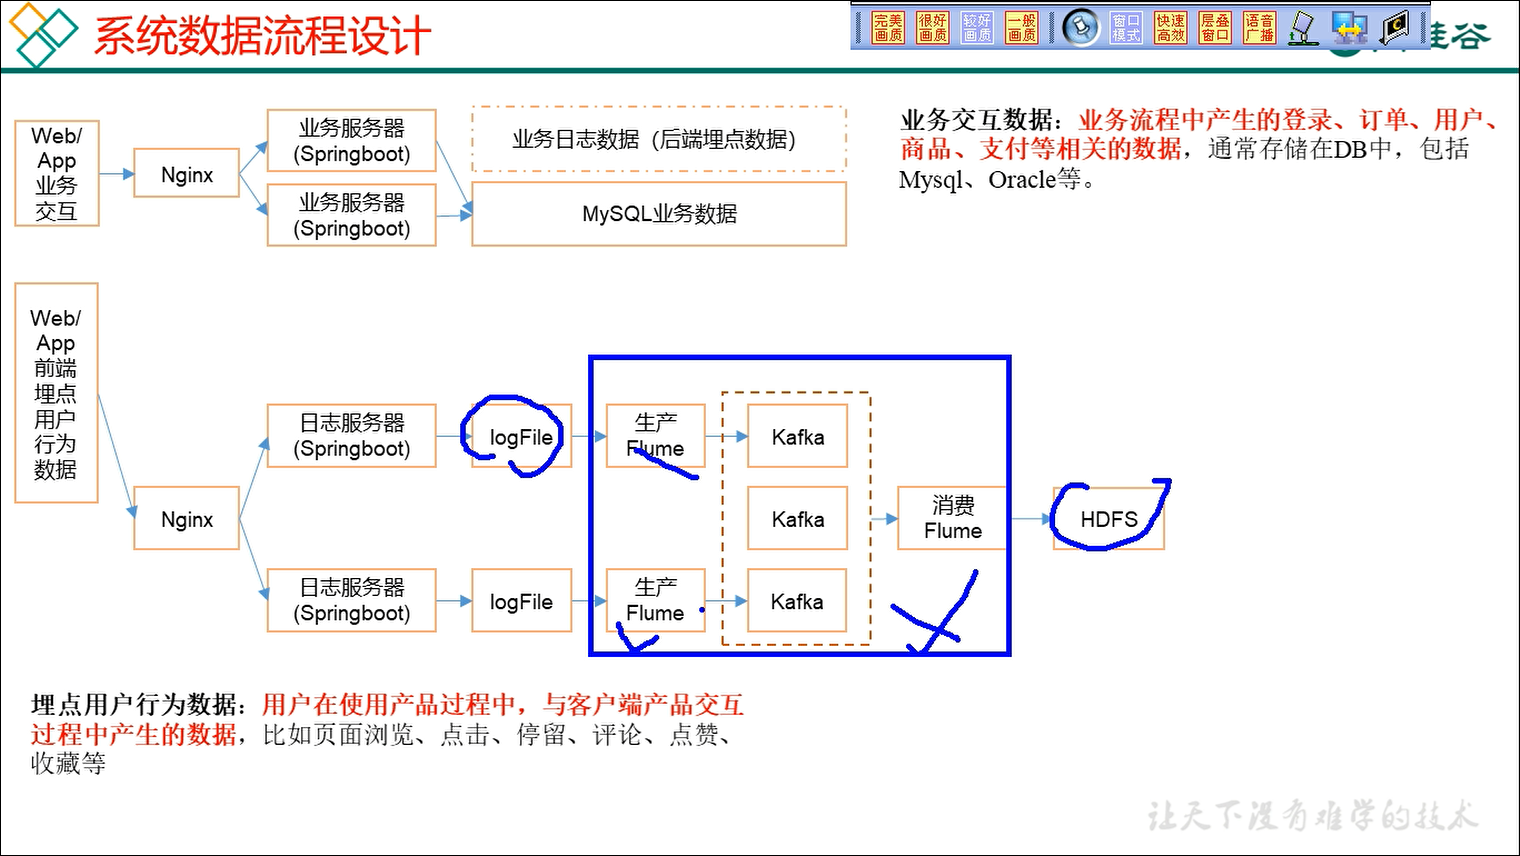 系统数据流程设计
完美画质
很好画质
较好画质
一般画质
窗口模式
快速高效
层叠窗口
语音广播
谷
Web/
App
业务
交互
Nginx
业务服务器
(Springboot)
业务服务器
(Springboot)
业务日志数据（后端埋点数据）
MySQL业务数据
业务交互数据：业务流程中产生的登录、订单、用户、
商品、支付等相关的数据，通常存储在DB中，包括
Mysql、Oracle等。
Web/
App
前端
埋点
用户
行为
数据
Nginx
日志服务器
(Springboot)
logFile
生产
Flume
Kafka
Kafka
消费
Flume
HDFS
日志服务器
(Springboot)
logFile
生产
Flume
Kafka
埋点用户行为数据：用户在使用产品过程中，与客户端产品交互
过程中产生的数据，比如页面浏览、点击、停留、评论、点赞、
收藏等
让天下没有难学的技术